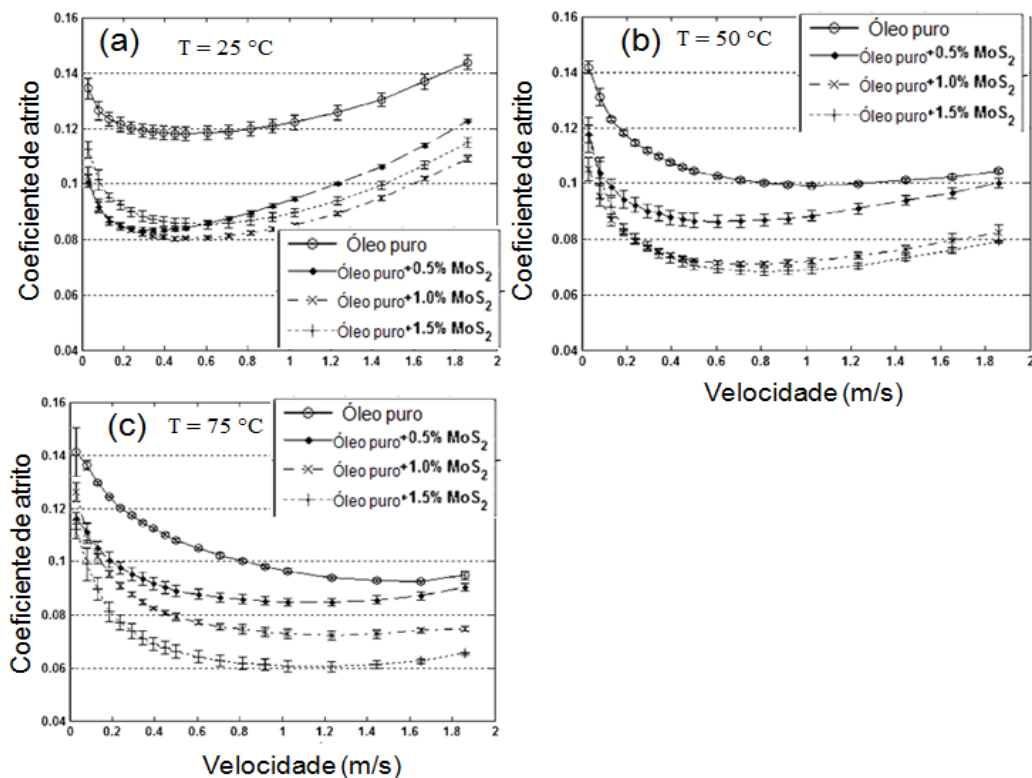 (a)
T = 25 °C
Coeficiente de atrito
0.16
0.14
0.12
0.1
0.08
0.06
0.04
0 0.2 0.4 0.6 0.8 1 1.2 1.4 1.6 1.8 2
Óleo puro
Óleo puro+0.5% MoS2
Óleo puro+1.0% MoS2
Óleo puro+1.5% MoS2
(b)
T = 50 °C
Coeficiente de atrito
0.16
0.14
0.12
0.1
0.08
0.06
0.04
0 0.2 0.4 0.6 0.8 1 1.2 1.4 1.6 1.8 2
Velocidade (m/s)
Óleo puro
Óleo puro+0.5% MoS2
Óleo puro+1.0% MoS2
Óleo puro+1.5% MoS2
(c)
T = 75 °C
Coeficiente de atrito
0.16
0.14
0.12
0.1
0.08
0.06
0.04
0 0.2 0.4 0.6 0.8 1 1.2 1.4 1.6 1.8 2
Velocidade (m/s)
Óleo puro
Óleo puro+0.5% MoS2
Óleo puro+1.0% MoS2
Óleo puro+1.5% MoS2